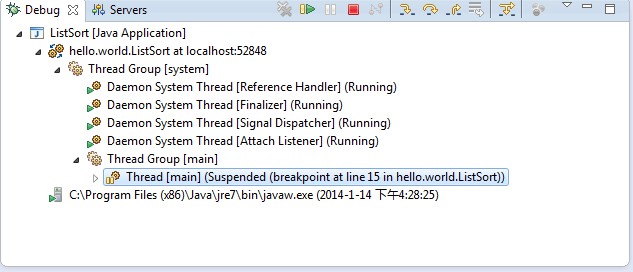 Debug Servers
ListSort [Java Application]
hello.world.ListSort at localhost:52848
Thread Group [system]
Daemon System Thread [Reference Handler] (Running)
Daemon System Thread [Finalizer] (Running)
Daemon System Thread [Signal Dispatcher] (Running)
Daemon System Thread [Attach Listener] (Running)
Thread Group [main]
Thread [main] (Suspended (breakpoint at line 15 in hello.world.ListSort))
C:\Program Files (x86)\Java\jre7\bin\javaw.exe (2014-1-14 下午4:28:25)